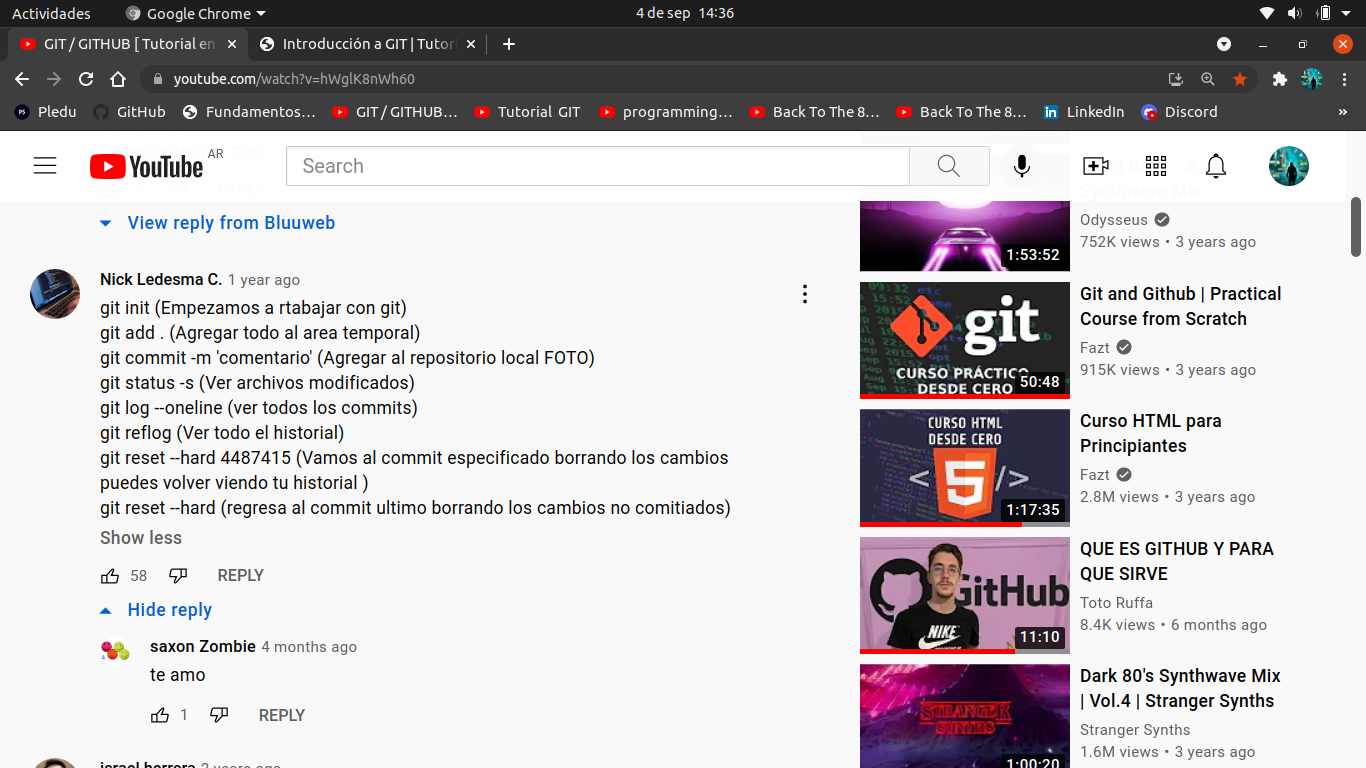 Actividades
Google Chrome
4 de sep 14:36
GIT / GITHUB [ Tutorial en
Introducción a GIT | Tutori
youtube.com/watch?v=hWglK8nWh60
Pledu
GitHub
Fundamentos...
GIT / GITHUB...
Tutorial GIT
programming...
Back To The 8...
Back To The 8...
LinkedIn
Discord
»
YouTube AR
Search
View reply from Bluuweb
Nick Ledesma C. 1 year ago
git init (Empezamos a rtabajar con git)
git add . (Agregar todo al area temporal)
git commit -m 'comentario' (Agregar al repositorio local FOTO)
git status -s (Ver archivos modificados)
git log --oneline (ver todos los commits)
git reflog (Ver todo el historial)
git reset --hard 4487415 (Vamos al commit especificado borrando los cambios
puedes volver viendo tu historial )
git reset --hard (regresa al commit ultimo borrando los cambios no comitiados)
Show less
58 REPLY
Hide reply
saxon Zombie 4 months ago
te amo
1 REPLY
israel herrera 2 years ago
Synthwave Mix
Odysseus
752K views • 3 years ago
1:53:52
git
CURSO PRÁCTICO
DESDE CERO
50:48
Git and Github | Practical
Course from Scratch
Fazt
915K views • 3 years ago
CURSO HTML
DESDE CERO
< 5 />
1:17:35
Curso HTML para
Principiantes
Fazt
2.8M views • 3 years ago
GitHub
NIKE
11:10
QUE ES GITHUB Y PARA
QUE SIRVE
Toto Ruffa
8.4K views • 6 months ago
STRANGER
SYNTHS
1:00:20
Dark 80's Synthwave Mix
| Vol.4 | Stranger Synths
Stranger Synths
1.6M views • 3 years ago